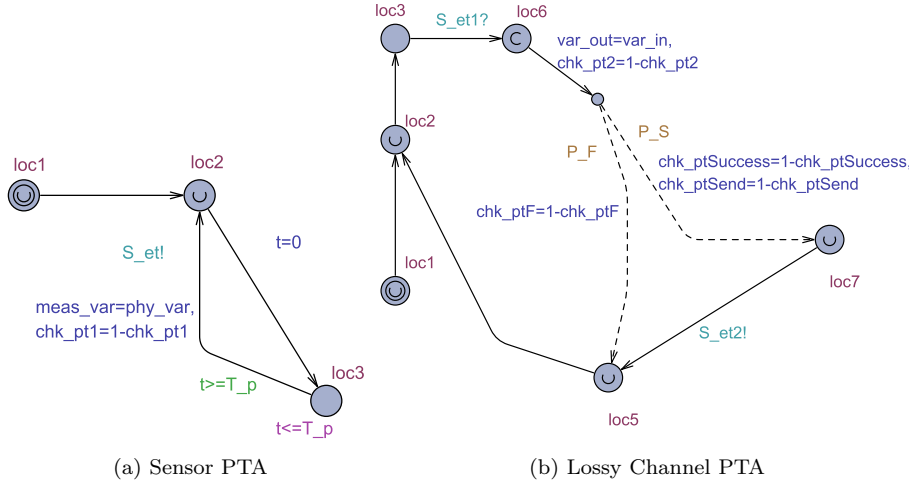 loc1
loc2
t=0
S_et!
meas_var=phy_var,
chk_pt1=1-chk_pt1
t>=T_p
loc3
t<=T_p
(a) Sensor PTA
loc3
S_et1?
loc6
var_out=var_in,
chk_pt2=1-chk_pt2
loc2
P_F
P_S
chk_ptSuccess=1-chk_ptSuccess,
chk_ptSend=1-chk_ptSend
chk_ptF=1-chk_ptF
loc1
loc7
S_et2!
loc5
(b) Lossy Channel PTA